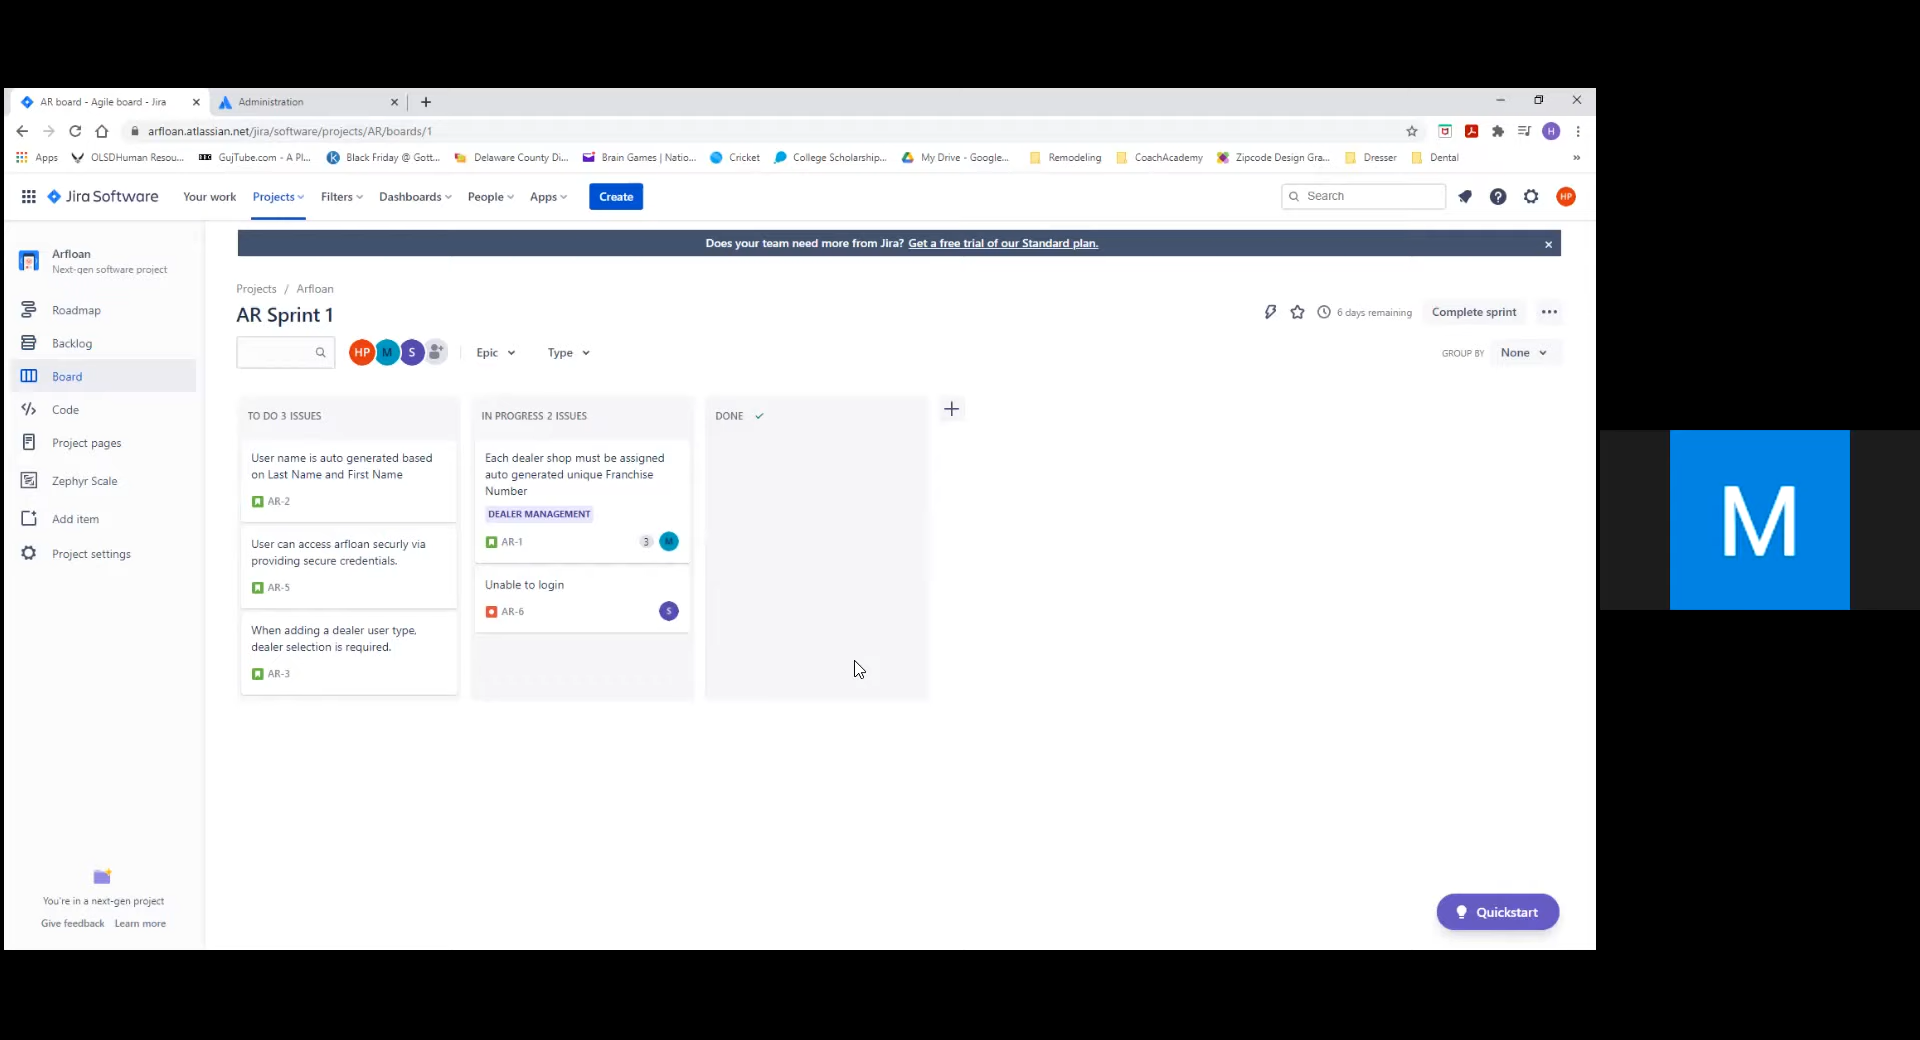 AR board - Agile board - Jira
Administration
arfloan.atlassian.net/jira/software/projects/AR/boards/1
H
Apps
OLSDHuman Resou...
GujTube.com - A Pl...
Black Friday @ Gott...
Delaware County Di...
Brain Games | Natio...
Cricket
College Scholarship...
My Drive - Google...
Remodeling
CoachAcademy
Zipcode Design Gra...
Dresser
Dental
»
Jira Software
Your work
Projects
Filters
Dashboards
People
Apps
Create
Search
HP
Does your team need more from Jira? Get a free trial of our Standard plan.
Arfloan
Next-gen software project
Roadmap
Backlog
Board
Code
Project pages
Zephyr Scale
Add item
Project settings
You're in a next-gen project
Give feedback Learn more
Projects / Arfloan
AR Sprint 1
6 days remaining
Complete sprint
HP M S
Epic
Type
GROUP BY None
TO DO 3 ISSUES
User name is auto generated based
on Last Name and First Name
AR-2
User can access arfloan securly via
providing secure credentials.
AR-5
When adding a dealer user type,
dealer selection is required.
AR-3
IN PROGRESS 2 ISSUES
Each dealer shop must be assigned
auto generated unique Franchise
Number
DEALER MANAGEMENT
AR-1 3 M
Unable to login
AR-6 S
DONE
Quickstart
M